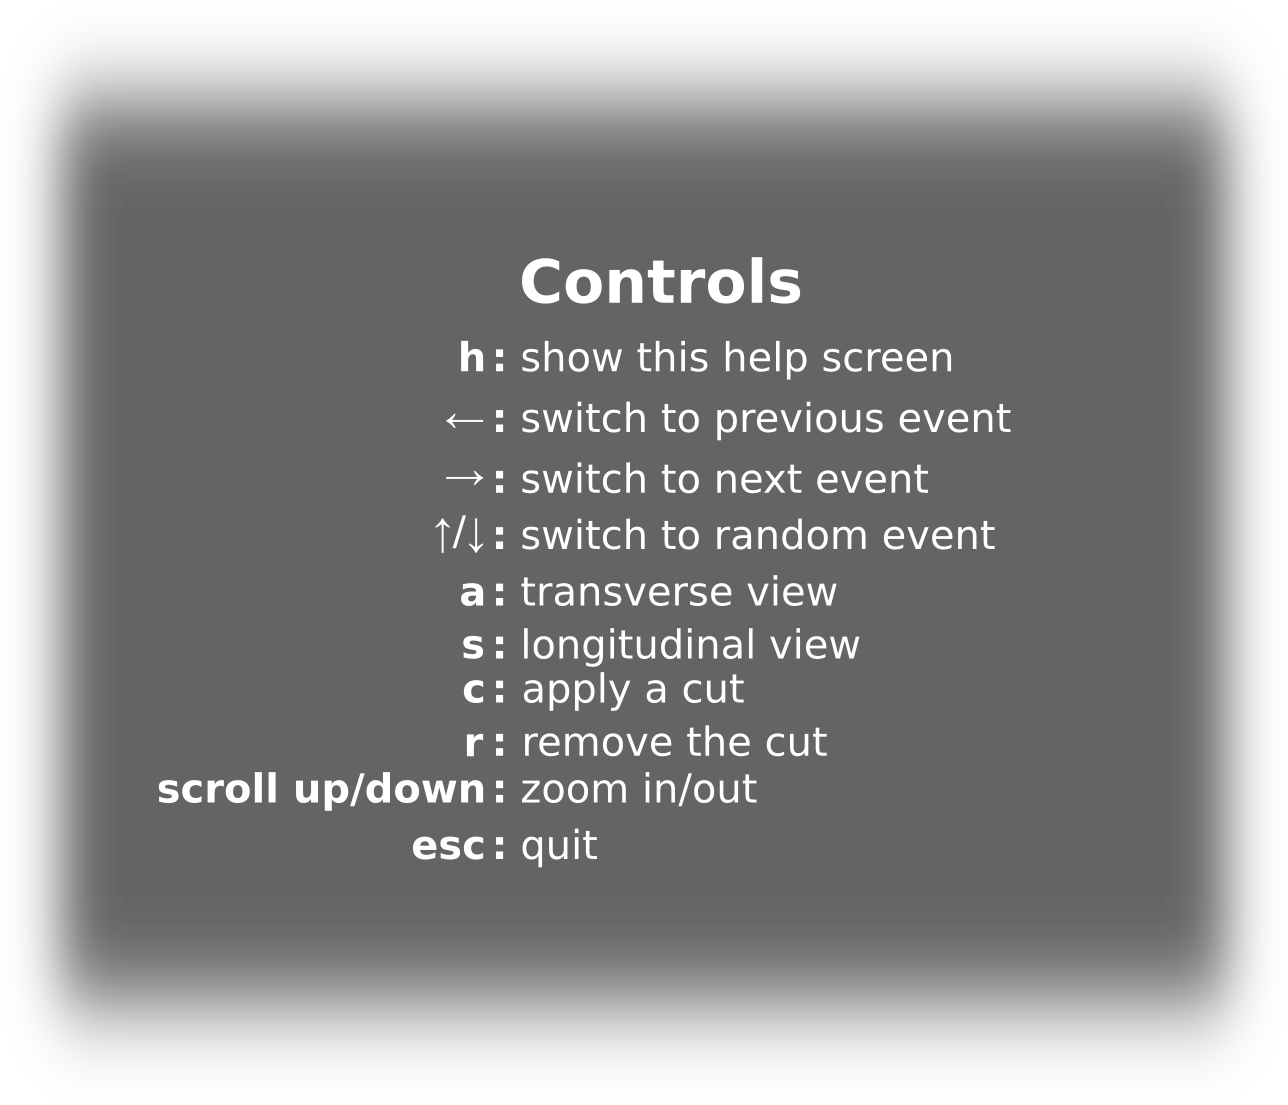 Controls
h: show this help screen
←: switch to previous event
→: switch to next event
↑/↓: switch to random event
a: transverse view
s: longitudinal view
c: apply a cut
r: remove the cut
scroll up/down: zoom in/out
esc: quit